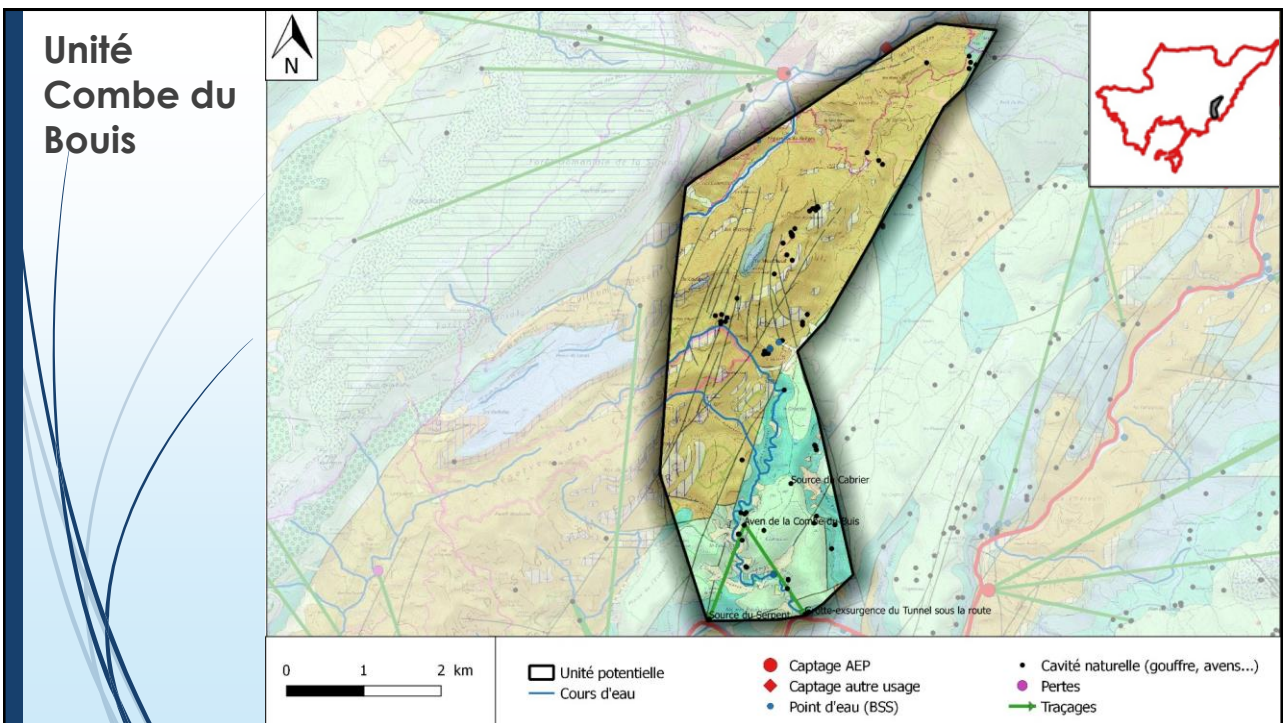 Unité
Combe du
Bouis
N
Source du Cabrier
Aven de la Combe du Buis
Source du Serpent
Grotte-exsurgence du Tunnel sous la route
0 1 2 km
Unité potentielle
Cours d'eau
Captage AEP
Captage autre usage
Point d'eau (BSS)
Cavité naturelle (gouffre, avens...)
Pertes
Traçages